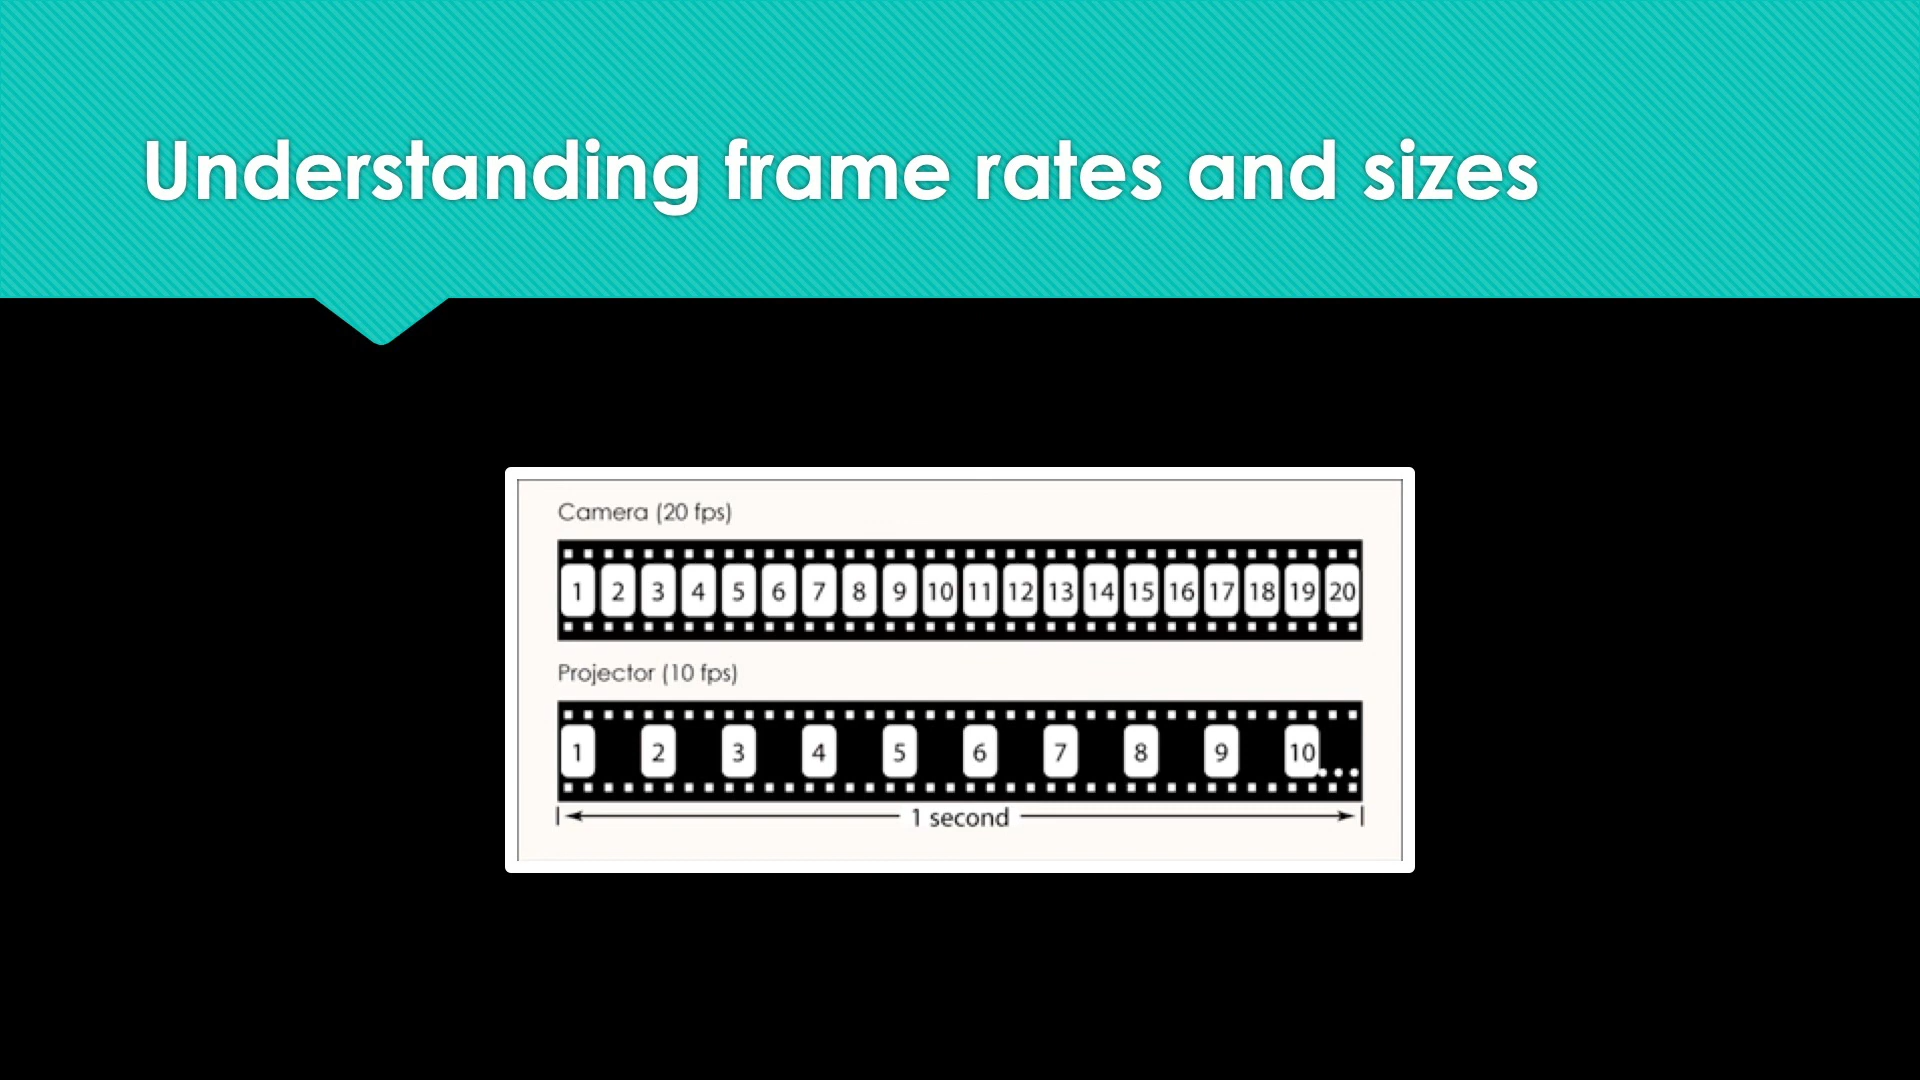 Understanding frame rates and sizes
Camera (20 fps)
1 2 3 4 5 6 7 8 9 10 11 12 13 14 15 16 17 18 19 20
Projector (10 fps)
1 2 3 4 5 6 7 8 9 10...
1 second